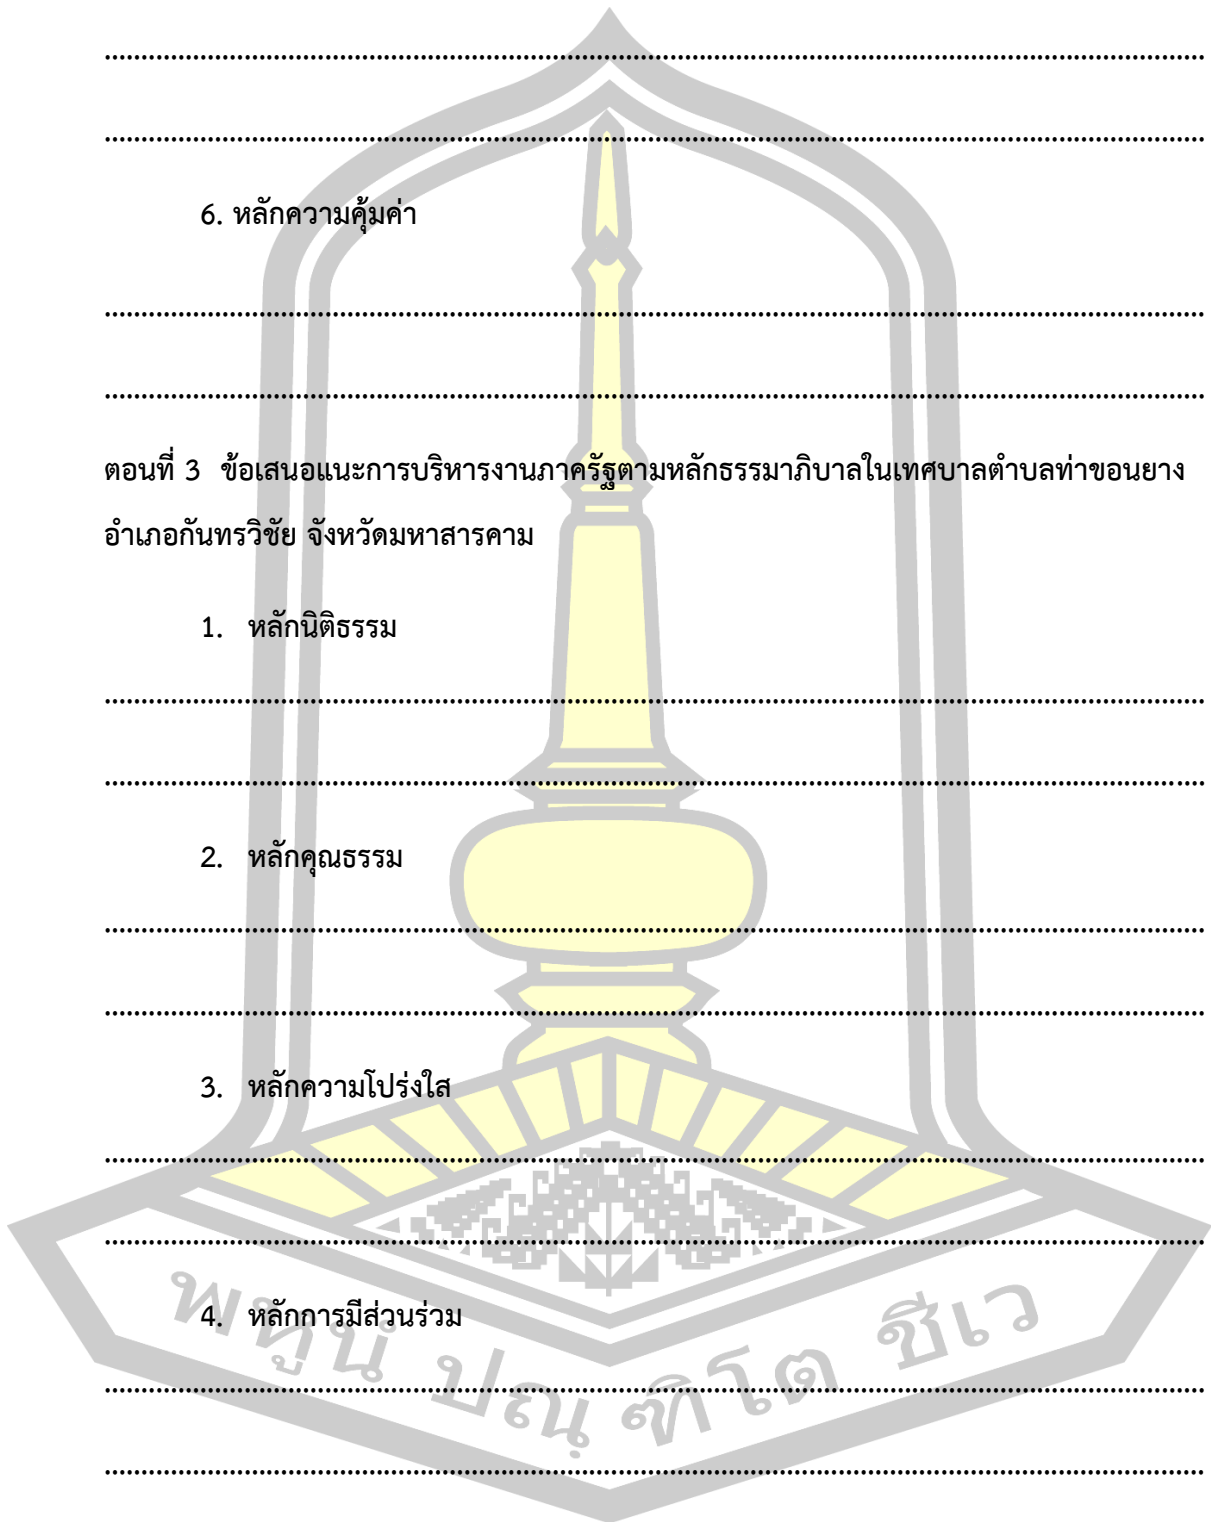 ................................................................................
................................................................................
6. หลักความคุ้มค่า
................................................................................
................................................................................
ตอนที่ 3 ข้อเสนอแนะการบริหารงานภาครัฐตามหลักธรรมาภิบาลในเทศบาลตำบลท่าขอนยาง
อำเภอกันทรวิชัย จังหวัดมหาสารคาม
1. หลักนิติธรรม
................................................................................
................................................................................
2. หลักคุณธรรม
................................................................................
................................................................................
3. หลักความโปร่งใส
................................................................................
................................................................................
4. หลักการมีส่วนร่วม
................................................................................
................................................................................
พหูนํ ปณฺฑิโต ชีเว